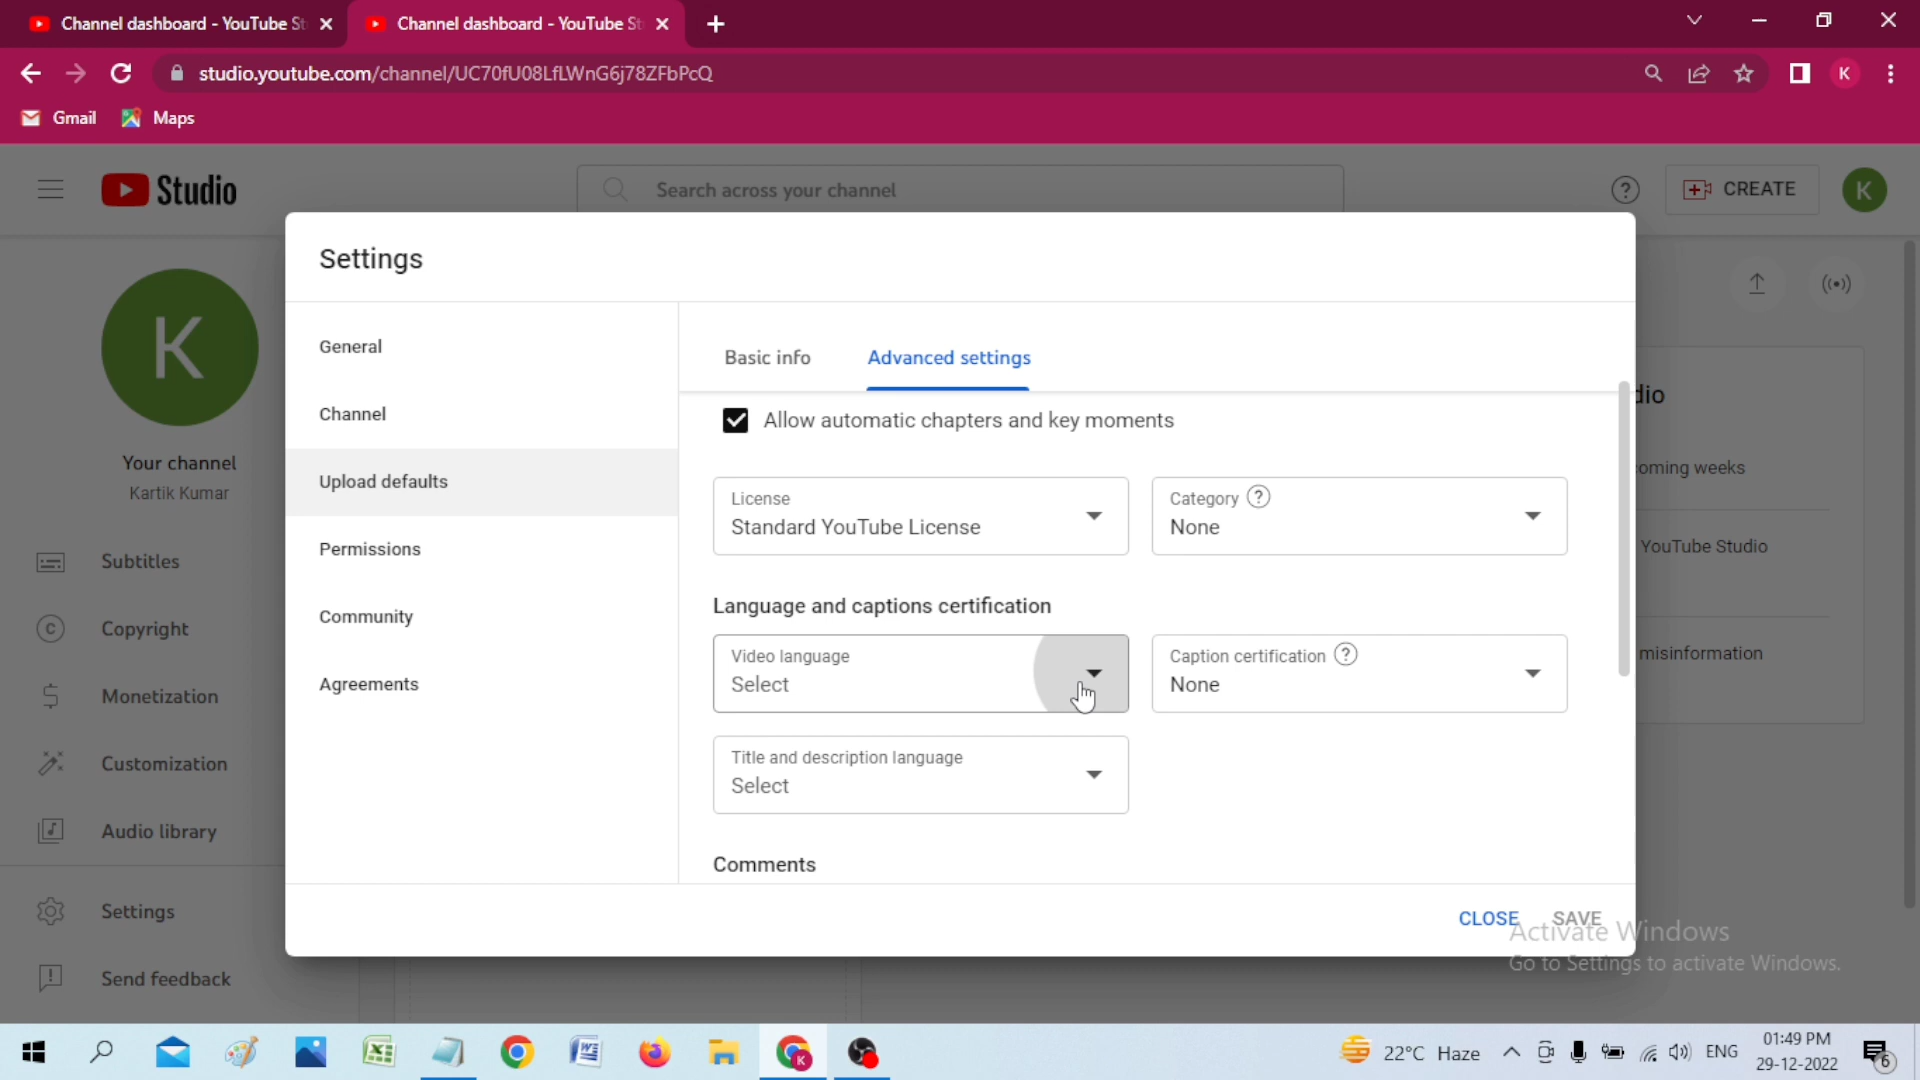 Channel dashboard - YouTube St
Channel dashboard - YouTube St
studio.youtube.com/channel/UC70fU08LfLWnG6j78ZFbPcQ
K
Gmail
Maps
Studio
Search across your channel
CREATE
K
K
Your channel
Kartik Kumar
Subtitles
Copyright
Monetization
Customization
Audio library
Settings
Send feedback
Settings
General
Channel
Upload defaults
Permissions
Community
Agreements
Basic info
Advanced settings
Allow automatic chapters and key moments
License
Standard YouTube License
Category ?
None
Language and captions certification
Video language
Select
Caption certification ?
None
Title and description language
Select
Comments
CLOSE
SAVE
dio
oming weeks
YouTube Studio
misinformation
Activate Windows
Go to Settings to activate Windows.
22°C Haze
ENG
01:49 PM
29-12-2022
6